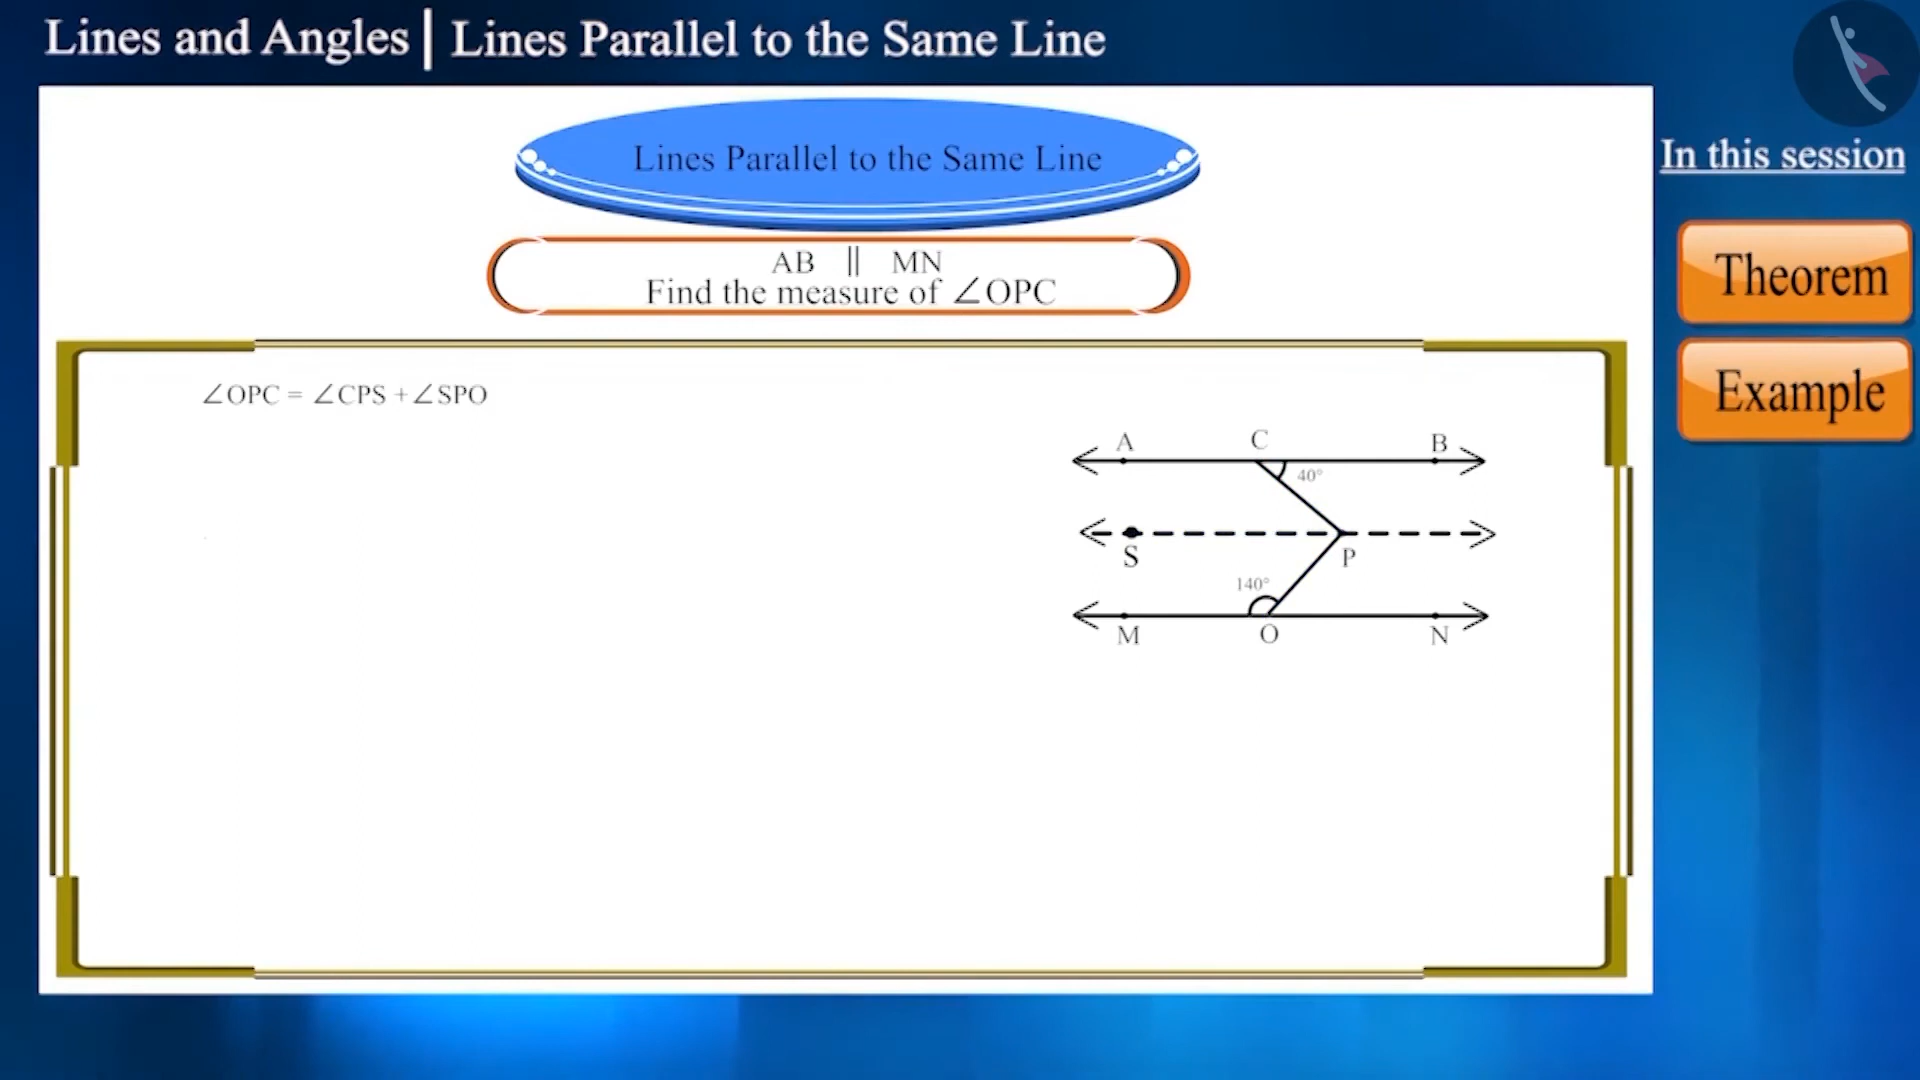 Lines and Angles | Lines Parallel to the Same Line
In this session
Theorem
Example
Lines Parallel to the Same Line
AB || MN
Find the measure of ∠OPC
∠OPC = ∠CPS + ∠SPO
A C B
40°
S P
140°
M O N